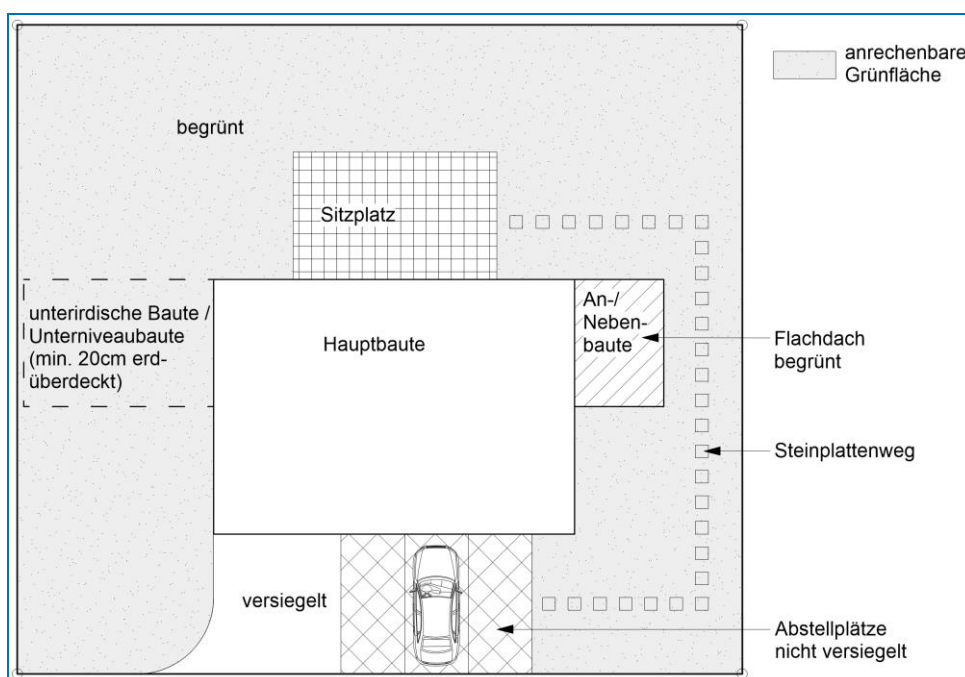 anrechenbare
Grünfläche
begrünt
Sitzplatz
unterirdische Baute /
Unterniveaubaute
(min. 20cm erd-
überdeckt)
Hauptbaute
An-/
Neben-
baute
Flachdach
begrünt
Steinplattenweg
versiegelt
Abstellplätze
nicht versiegelt